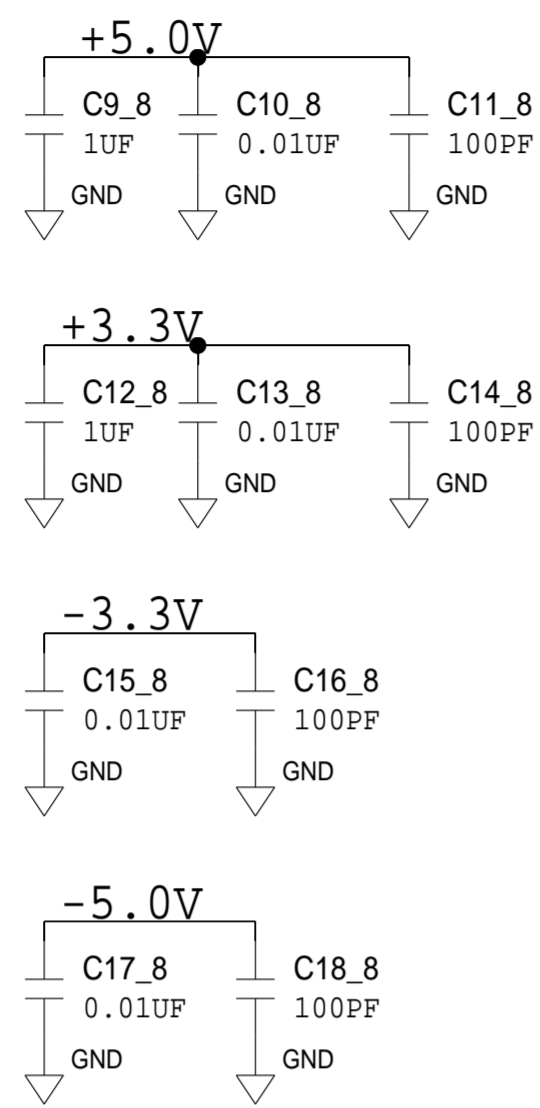 +5.0V
C9_8 C10_8 C11_8
1UF 0.01UF 100PF
GND GND GND
+3.3V
C12_8 C13_8 C14_8
1UF 0.01UF 100PF
GND GND GND
-3.3V
C15_8 C16_8
0.01UF 100PF
GND GND
-5.0V
C17_8 C18_8
0.01UF 100PF
GND GND